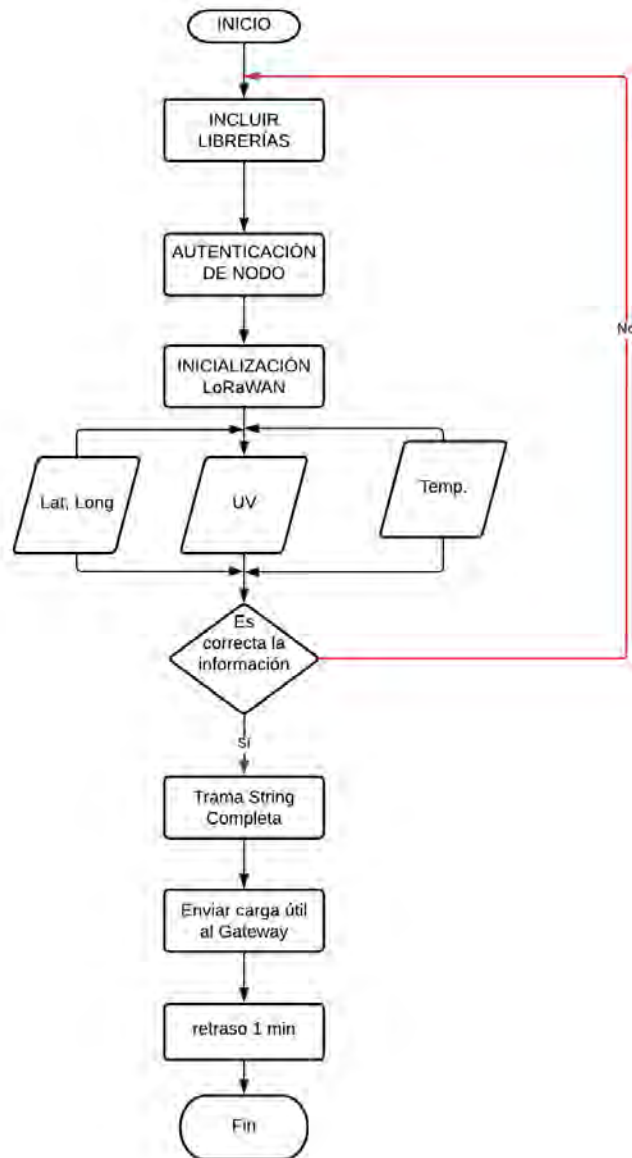 INICIO
INCLUIR
LIBRERÍAS
AUTENTICACIÓN
DE NODO
No
INICIALIZACIÓN
LoRaWAN
Lat, Long
UV
Temp.
Es
correcta la
información
Sí
Trama String
Completa
Enviar carga útil
al Gateway
retraso 1 min
Fin